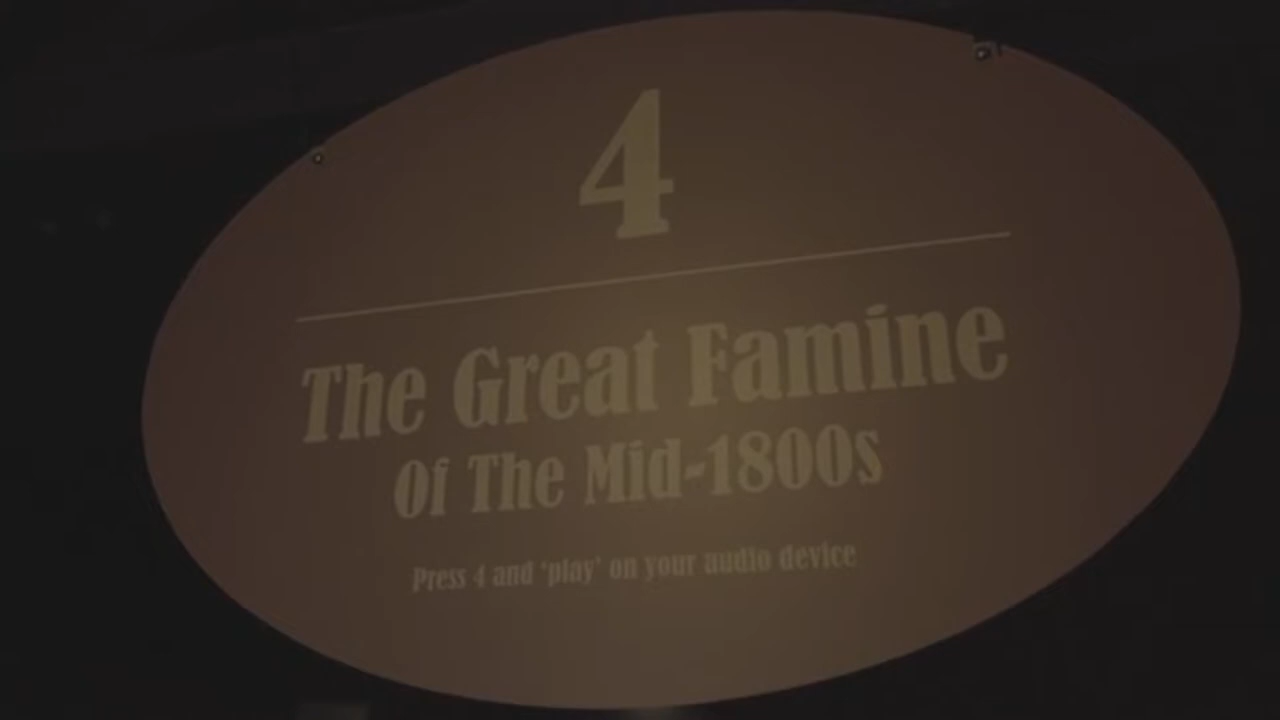 4
The Great Famine
Of The Mid-1800s
Press 4 and 'play' on your audio device